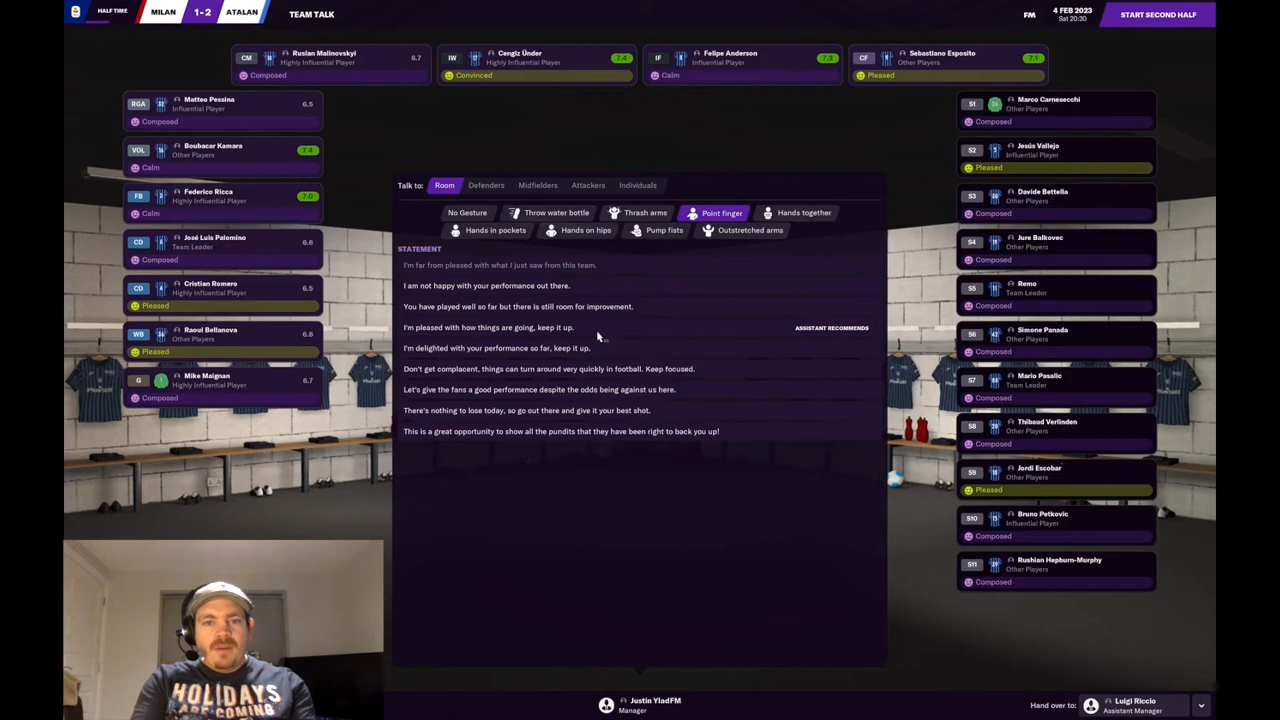 HALF TIME
MILAN
1-2
ATALAN
TEAM TALK
FM
4 FEB 2023
Sat 20:30
START SECOND HALF
CM
Ruslan Malinovskyi
Highly Influential Player
6.7
Composed
IW
Cengiz Ünder
Highly Influential Player
7.4
Convinced
IF
Felipe Anderson
Influential Player
7.3
Calm
CF
Sebastiano Esposito
Other Players
7.1
Pleased
RGA
Matteo Pessina
Influential Player
6.5
Composed
VOL
Boubacar Kamara
Other Players
7.4
Calm
FB
Federico Ricca
Highly Influential Player
7.0
Calm
CD
José Luis Palomino
Team Leader
6.6
Composed
CD
Cristian Romero
Highly Influential Player
6.5
Pleased
WB
Raoul Bellanova
Influential Player
6.8
Pleased
G
Mike Maignan
Highly Influential Player
6.7
Composed
Talk to:
Room
Defenders
Midfielders
Attackers
Individuals
No Gesture
Throw water bottle
Thrash arms
Point finger
Hands together
Hands in pockets
Hands on hips
Pump fists
Outstretched arms
STATEMENT
I'm far from pleased with what I just saw from this team.
I am not happy with your performance out there.
You have played well so far but there is still room for improvement.
I'm pleased with how things are going, keep it up.
ASSISTANT RECOMMENDS
I'm delighted with your performance so far, keep it up.
Don't get complacent, things can turn around very quickly in football. Keep focused.
Let's give the fans a good performance despite the odds being against us here.
There's nothing to lose today, so go out there and give it your best shot.
This is a great opportunity to show all the pundits that they have been right to back you up!
S1
Marco Carnesecchi
Other Players
Composed
S2
Jesús Vallejo
Influential Player
Pleased
S3
Davide Bettella
Other Players
Composed
S4
Jure Balkovec
Other Players
Composed
S5
Remo
Team Leader
Composed
S6
Simone Panada
Other Players
Composed
S7
Mario Pasalic
Team Leader
Composed
S8
Thibaud Verlinden
Other Players
Composed
S9
Jordi Escobar
Other Players
Pleased
S10
Bruno Petkovic
Influential Player
Composed
S11
Rushian Hepburn-Murphy
Other Players
Composed
HOLIDAYS
ARE COMING
Justin YladFM
Manager
Hand over to:
Luigi Riccio
Assistant Manager